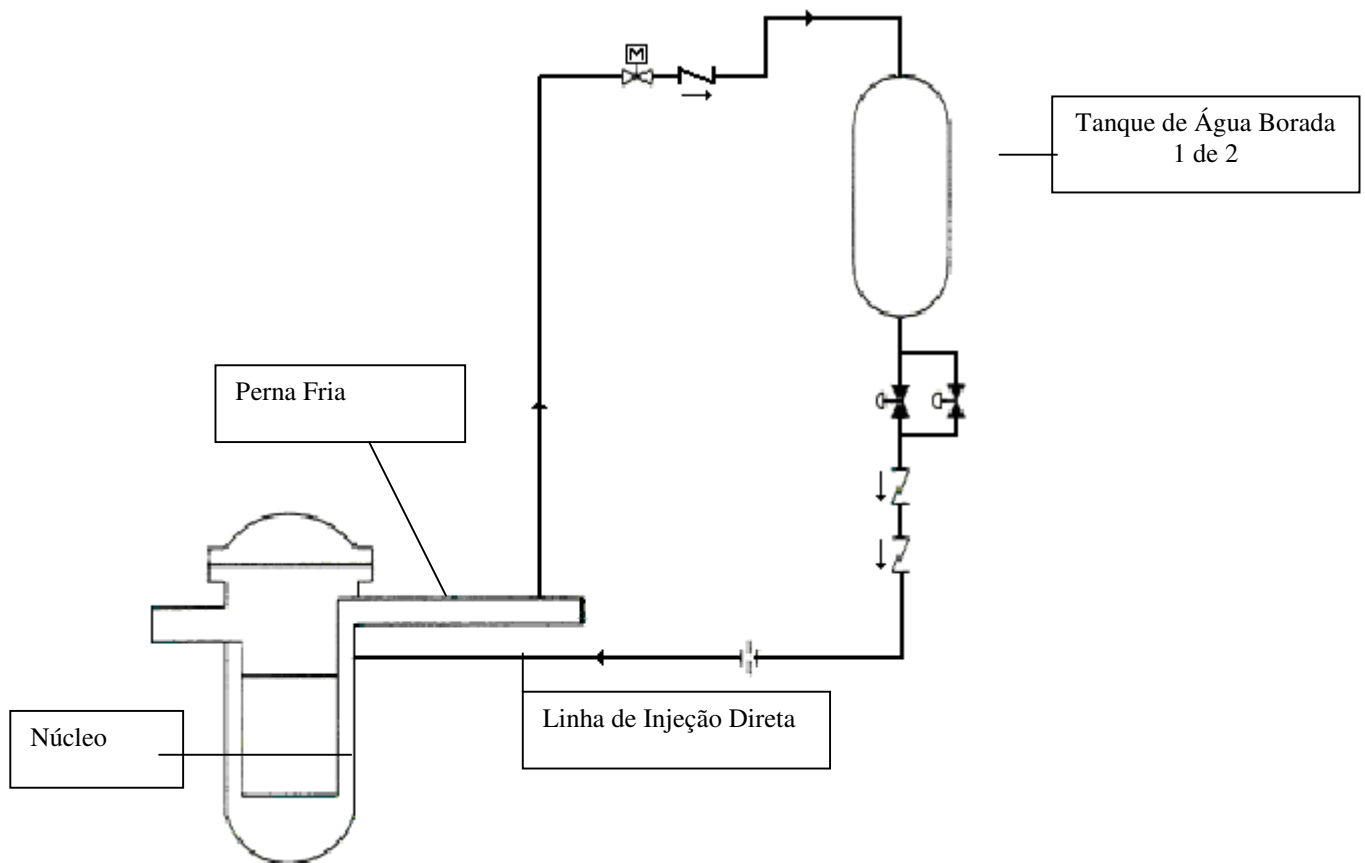 M
Tanque de Água Borada
1 de 2
Perna Fria
Linha de Injeção Direta
Núcleo